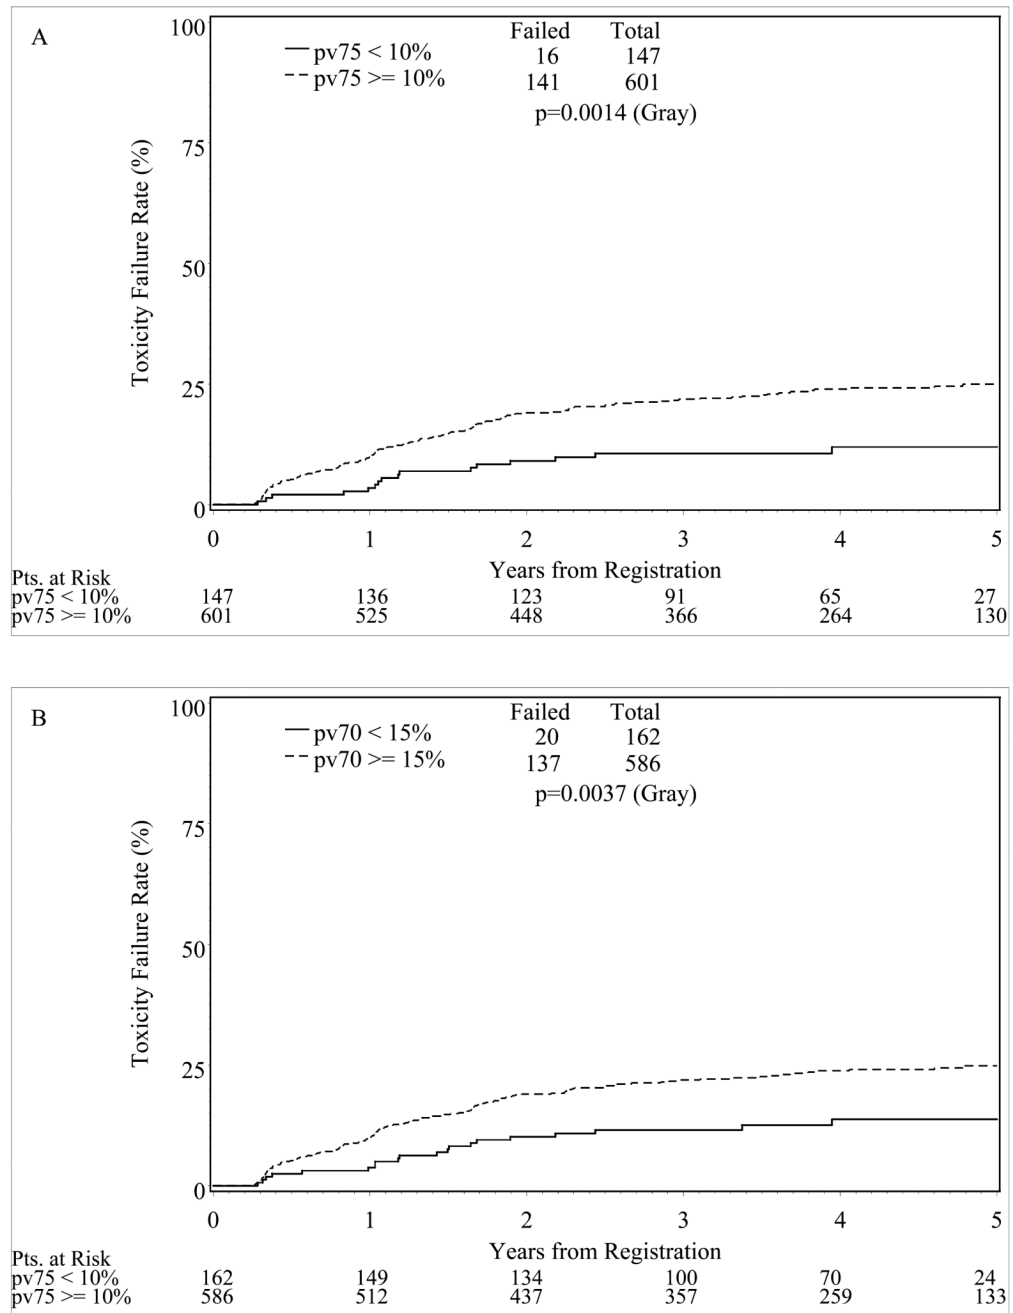 A
Failed Total
pv75 < 10% 16 147
pv75 >= 10% 141 601
p=0.0014 (Gray)
Toxicity Failure Rate (%)
100
75
50
25
0
0 1 2 3 4 5
Years from Registration
Pts. at Risk
pv75 < 10% 147 136 123 91 65 27
pv75 >= 10% 601 525 448 366 264 130
B
Failed Total
pv70 < 15% 20 162
pv70 >= 15% 137 586
p=0.0037 (Gray)
Toxicity Failure Rate (%)
100
75
50
25
0
0 1 2 3 4 5
Years from Registration
Pts. at Risk
pv75 < 10% 162 149 134 100 70 24
pv75 >= 10% 586 512 437 357 259 133